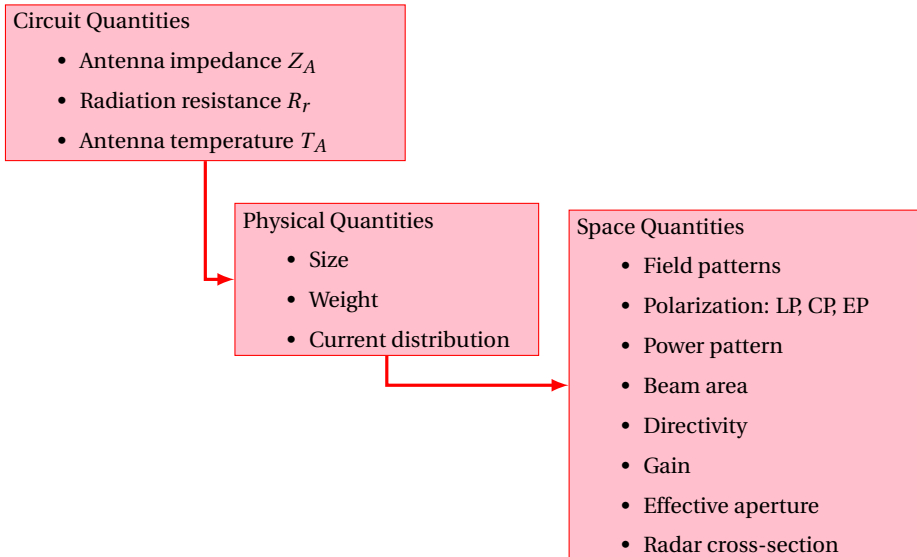 Circuit Quantities
• Antenna impedance Z_A
• Radiation resistance R_r
• Antenna temperature T_A
Physical Quantities
• Size
• Weight
• Current distribution
Space Quantities
• Field patterns
• Polarization: LP, CP, EP
• Power pattern
• Beam area
• Directivity
• Gain
• Effective aperture
• Radar cross-section